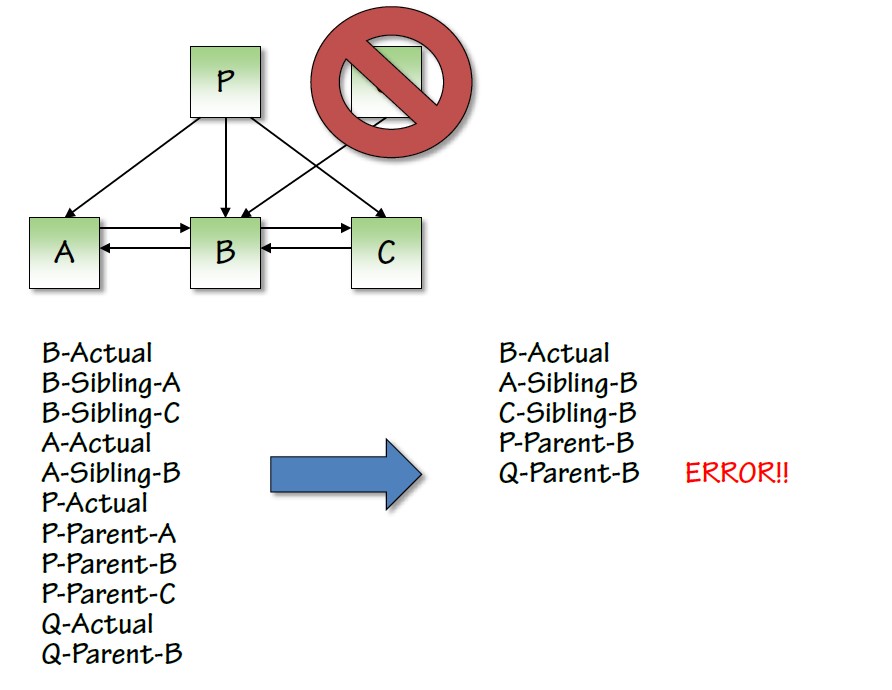 P
A
B
C
B-Actual
B-Sibling-A
B-Sibling-C
A-Actual
A-Sibling-B
P-Actual
P-Parent-A
P-Parent-B
P-Parent-C
Q-Actual
Q-Parent-B
B-Actual
A-Sibling-B
C-Sibling-B
P-Parent-B
Q-Parent-B ERROR!!